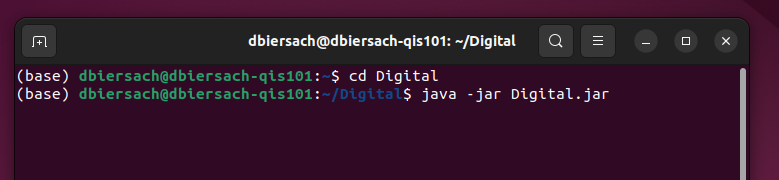 dbiersach@dbiersach-qis101: ~/Digital
(base) dbiersach@dbiersach-qis101:~$ cd Digital
(base) dbiersach@dbiersach-qis101:~/Digital$ java -jar Digital.jar